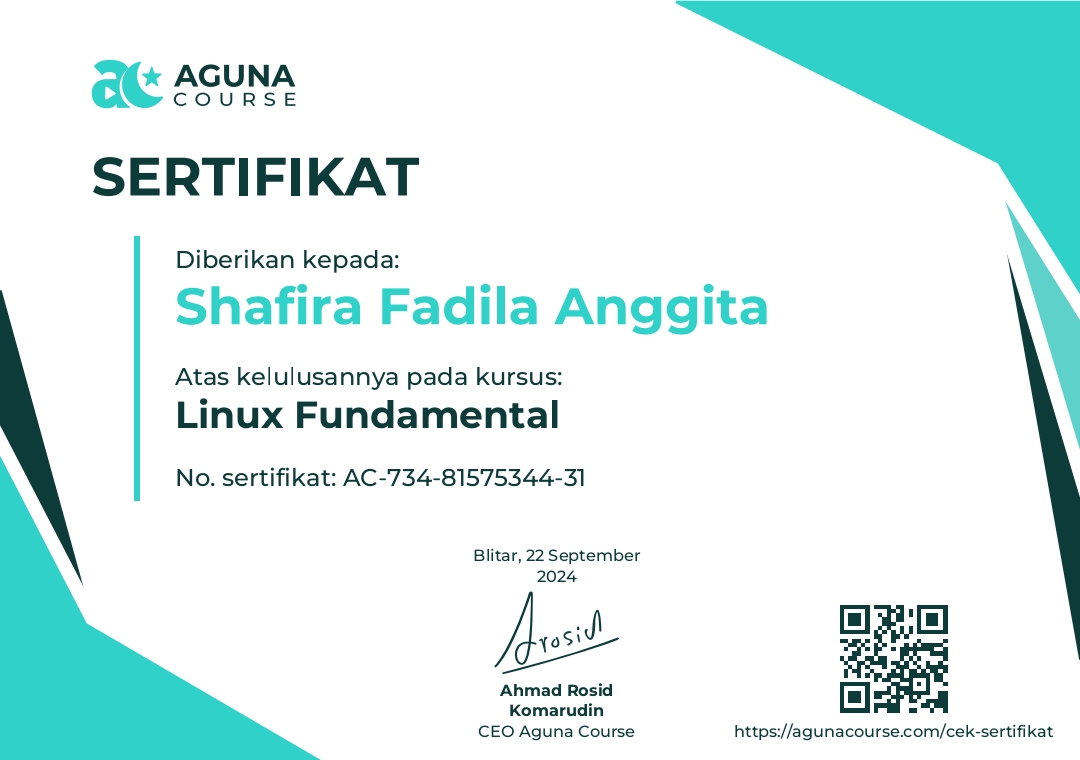 AGUNA
COURSE
SERTIFIKAT
Diberikan kepada:
Shafira Fadila Anggita
Atas kelulusannya pada kursus:
Linux Fundamental
No. sertifikat: AC-734-81575344-31
Blitar, 22 September
2024
Arosid
Ahmad Rosid
Komarudin
CEO Aguna Course
https://agunacourse.com/cek-sertifikat